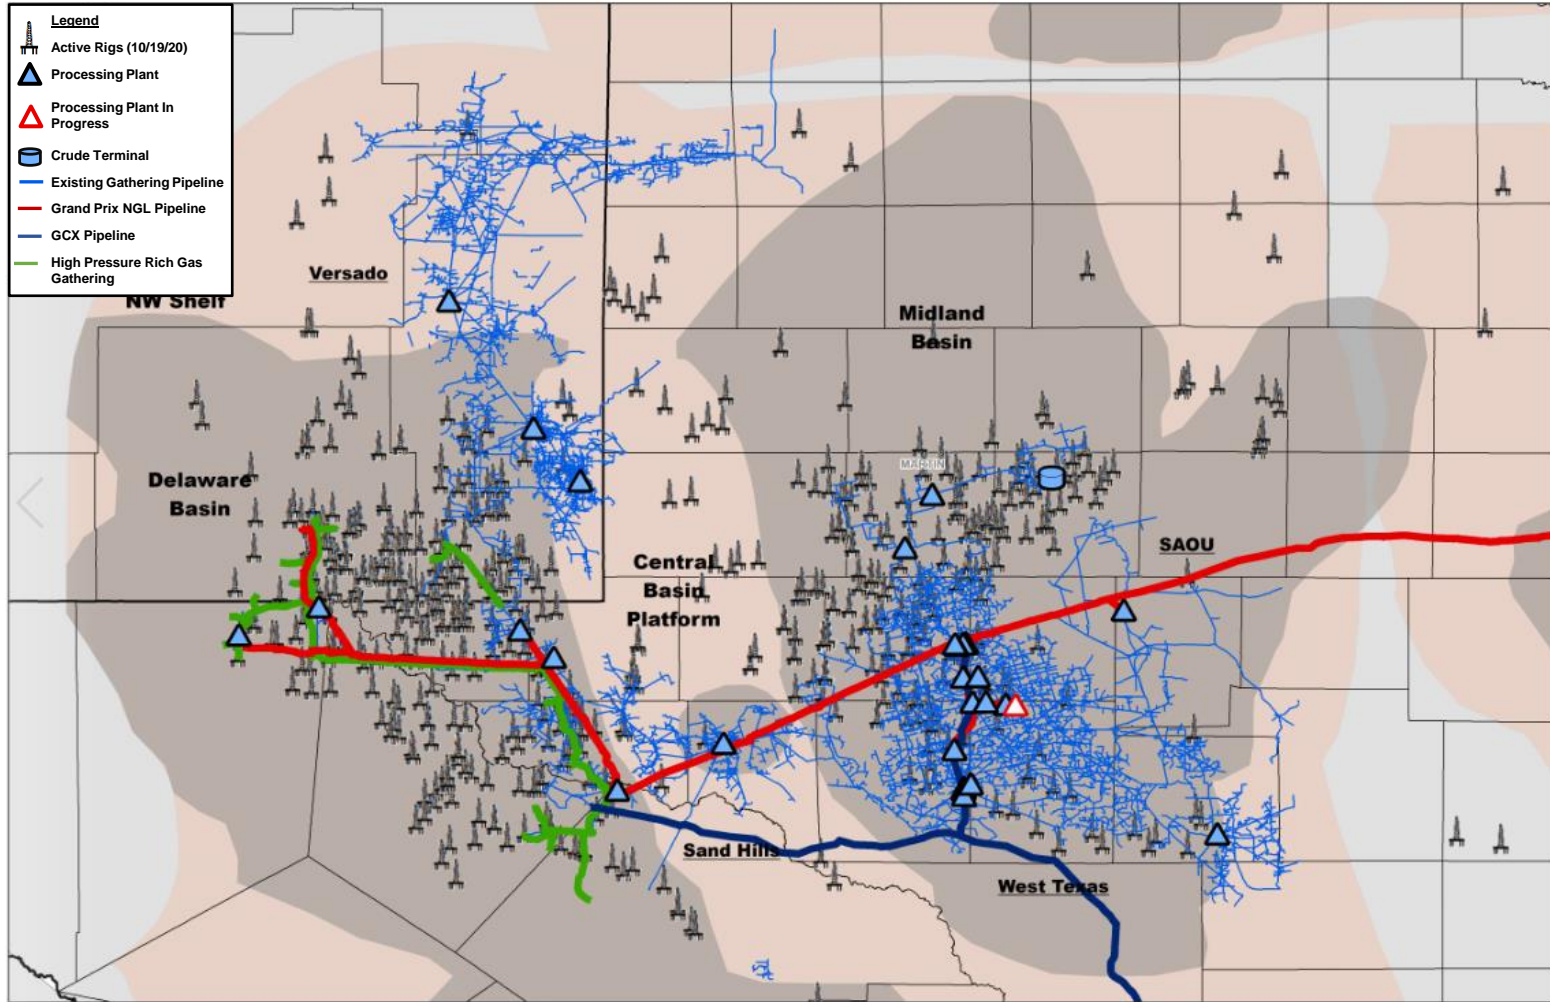 Legend
Active Rigs (10/19/20)
Processing Plant
Processing Plant In
Progress
Crude Terminal
Existing Gathering Pipeline
Grand Prix NGL Pipeline
GCX Pipeline
High Pressure Rich Gas
Gathering
Versado
NW Shelf
Midland
Basin
MARTIN
Delaware
Basin
SAOU
Central
Basin
Platform
Sand Hills
West Texas